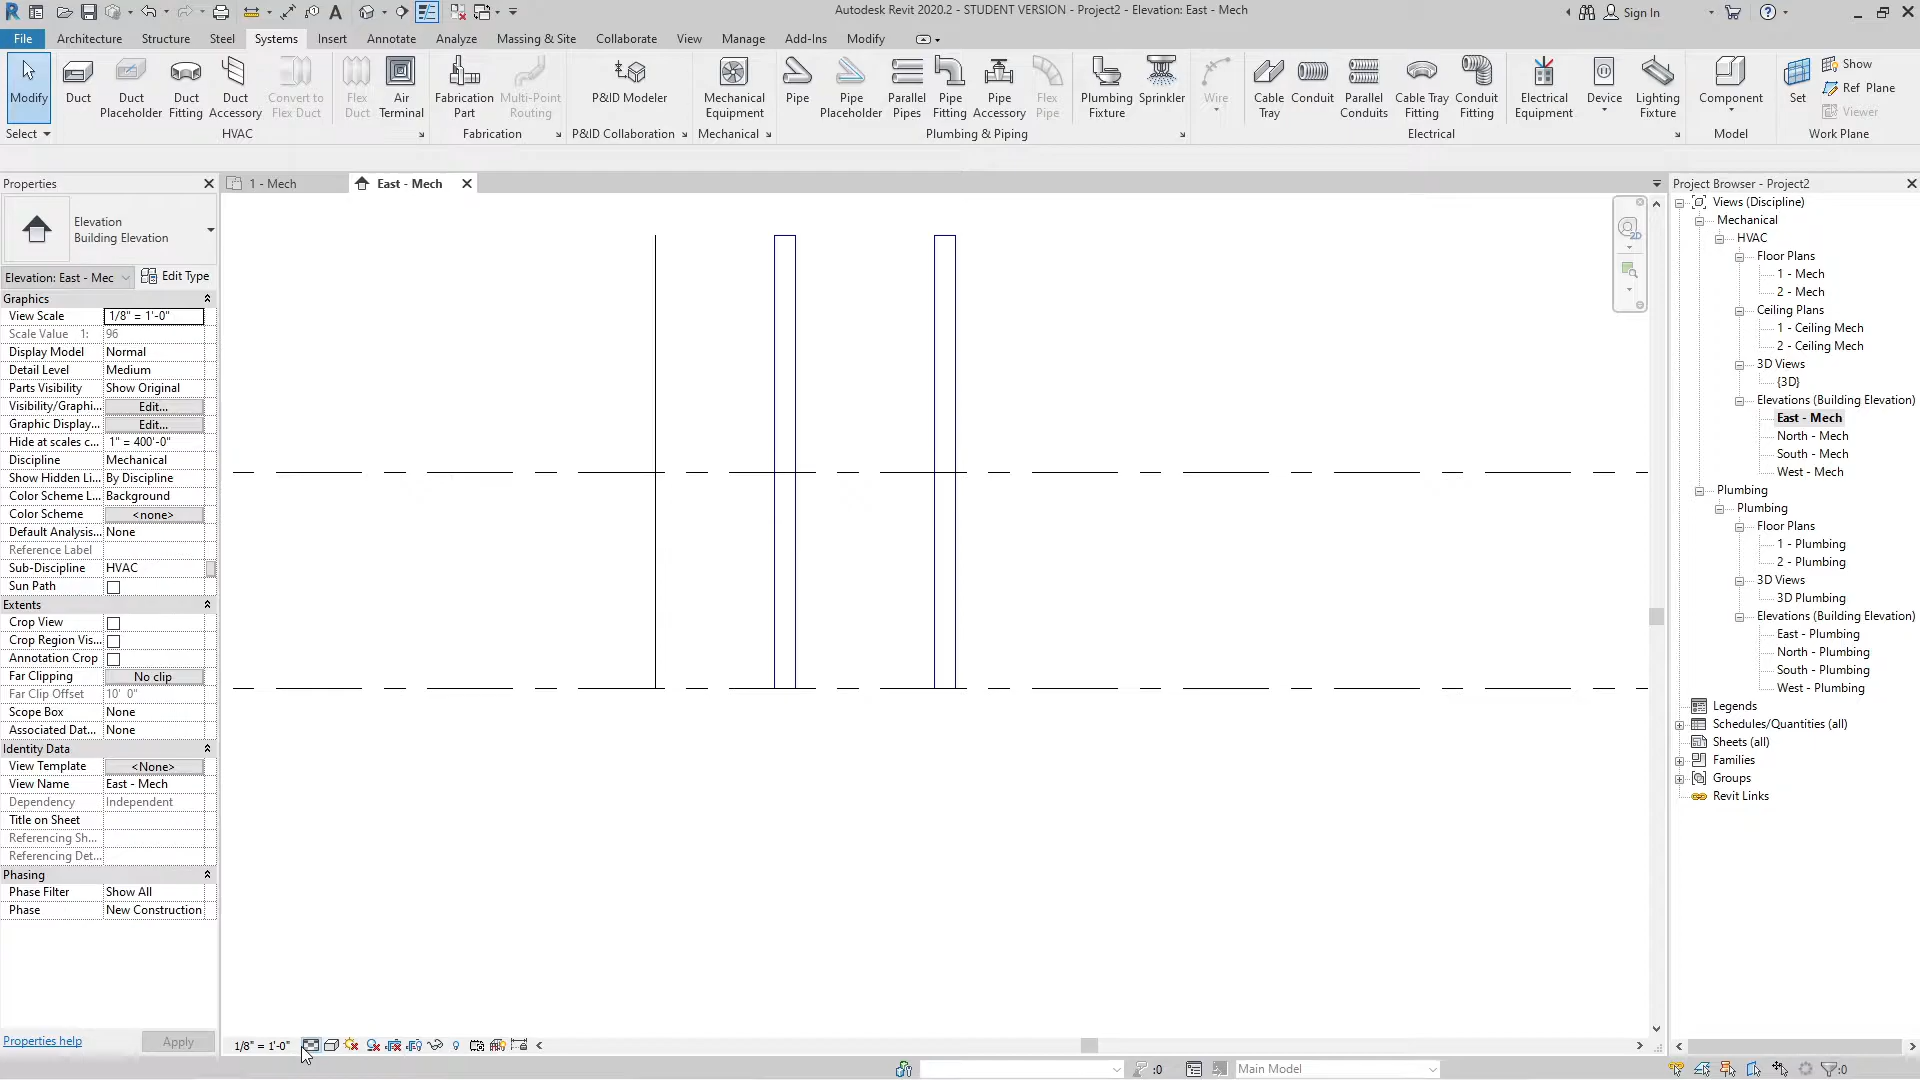 Autodesk Revit 2020.2 - STUDENT VERSION - Project2 - Elevation: East - Mech
Sign In
File Architecture Structure Steel Systems Insert Annotate Analyze Massing & Site Collaborate View Manage Add-Ins Modify
Modify
Duct
Duct Placeholder
Duct Fitting
Duct Accessory
Convert to Flex Duct
Flex Duct
Air Terminal
Fabrication Part
Multi-Point Routing
P&ID Modeler
Mechanical Equipment
Pipe
Pipe Placeholder
Parallel Pipes
Pipe Fitting
Pipe Accessory
Flex Pipe
Plumbing Fixture
Sprinkler
Wire
Cable Tray
Conduit
Parallel Conduits
Cable Tray Fitting
Conduit Fitting
Electrical Equipment
Device
Lighting Fixture
Component
Set
Show
Ref Plane
Viewer
Select HVAC Fabrication P&ID Collaboration Mechanical Plumbing & Piping Electrical Model Work Plane
Properties
1 - Mech
East - Mech
Elevation
Building Elevation
Elevation: East - Mec
Edit Type
Graphics
View Scale 1/8" = 1'-0"
Scale Value 1: 96
Display Model Normal
Detail Level Medium
Parts Visibility Show Original
Visibility/Graphi... Edit...
Graphic Display... Edit...
Hide at scales c... 1" = 400'-0"
Discipline Mechanical
Show Hidden Li... By Discipline
Color Scheme L... Background
Color Scheme <none>
Default Analysis... None
Reference Label
Sub-Discipline HVAC
Sun Path
Extents
Crop View
Crop Region Vis...
Annotation Crop
Far Clipping No clip
Far Clip Offset 10' 0"
Scope Box None
Associated Dat... None
Identity Data
View Template <None>
View Name East - Mech
Dependency Independent
Title on Sheet
Referencing Sh...
Referencing Det...
Phasing
Phase Filter Show All
Phase New Construction
Properties help
Apply
1/8" = 1'-0"
:0
Main Model
:0
2D
Project Browser - Project2
Views (Discipline)
Mechanical
HVAC
Floor Plans
1 - Mech
2 - Mech
Ceiling Plans
1 - Ceiling Mech
2 - Ceiling Mech
3D Views
{3D}
Elevations (Building Elevation)
East - Mech
North - Mech
South - Mech
West - Mech
Plumbing
Plumbing
Floor Plans
1 - Plumbing
2 - Plumbing
3D Views
3D Plumbing
Elevations (Building Elevation)
East - Plumbing
North - Plumbing
South - Plumbing
West - Plumbing
Legends
Schedules/Quantities (all)
Sheets (all)
Families
Groups
Revit Links